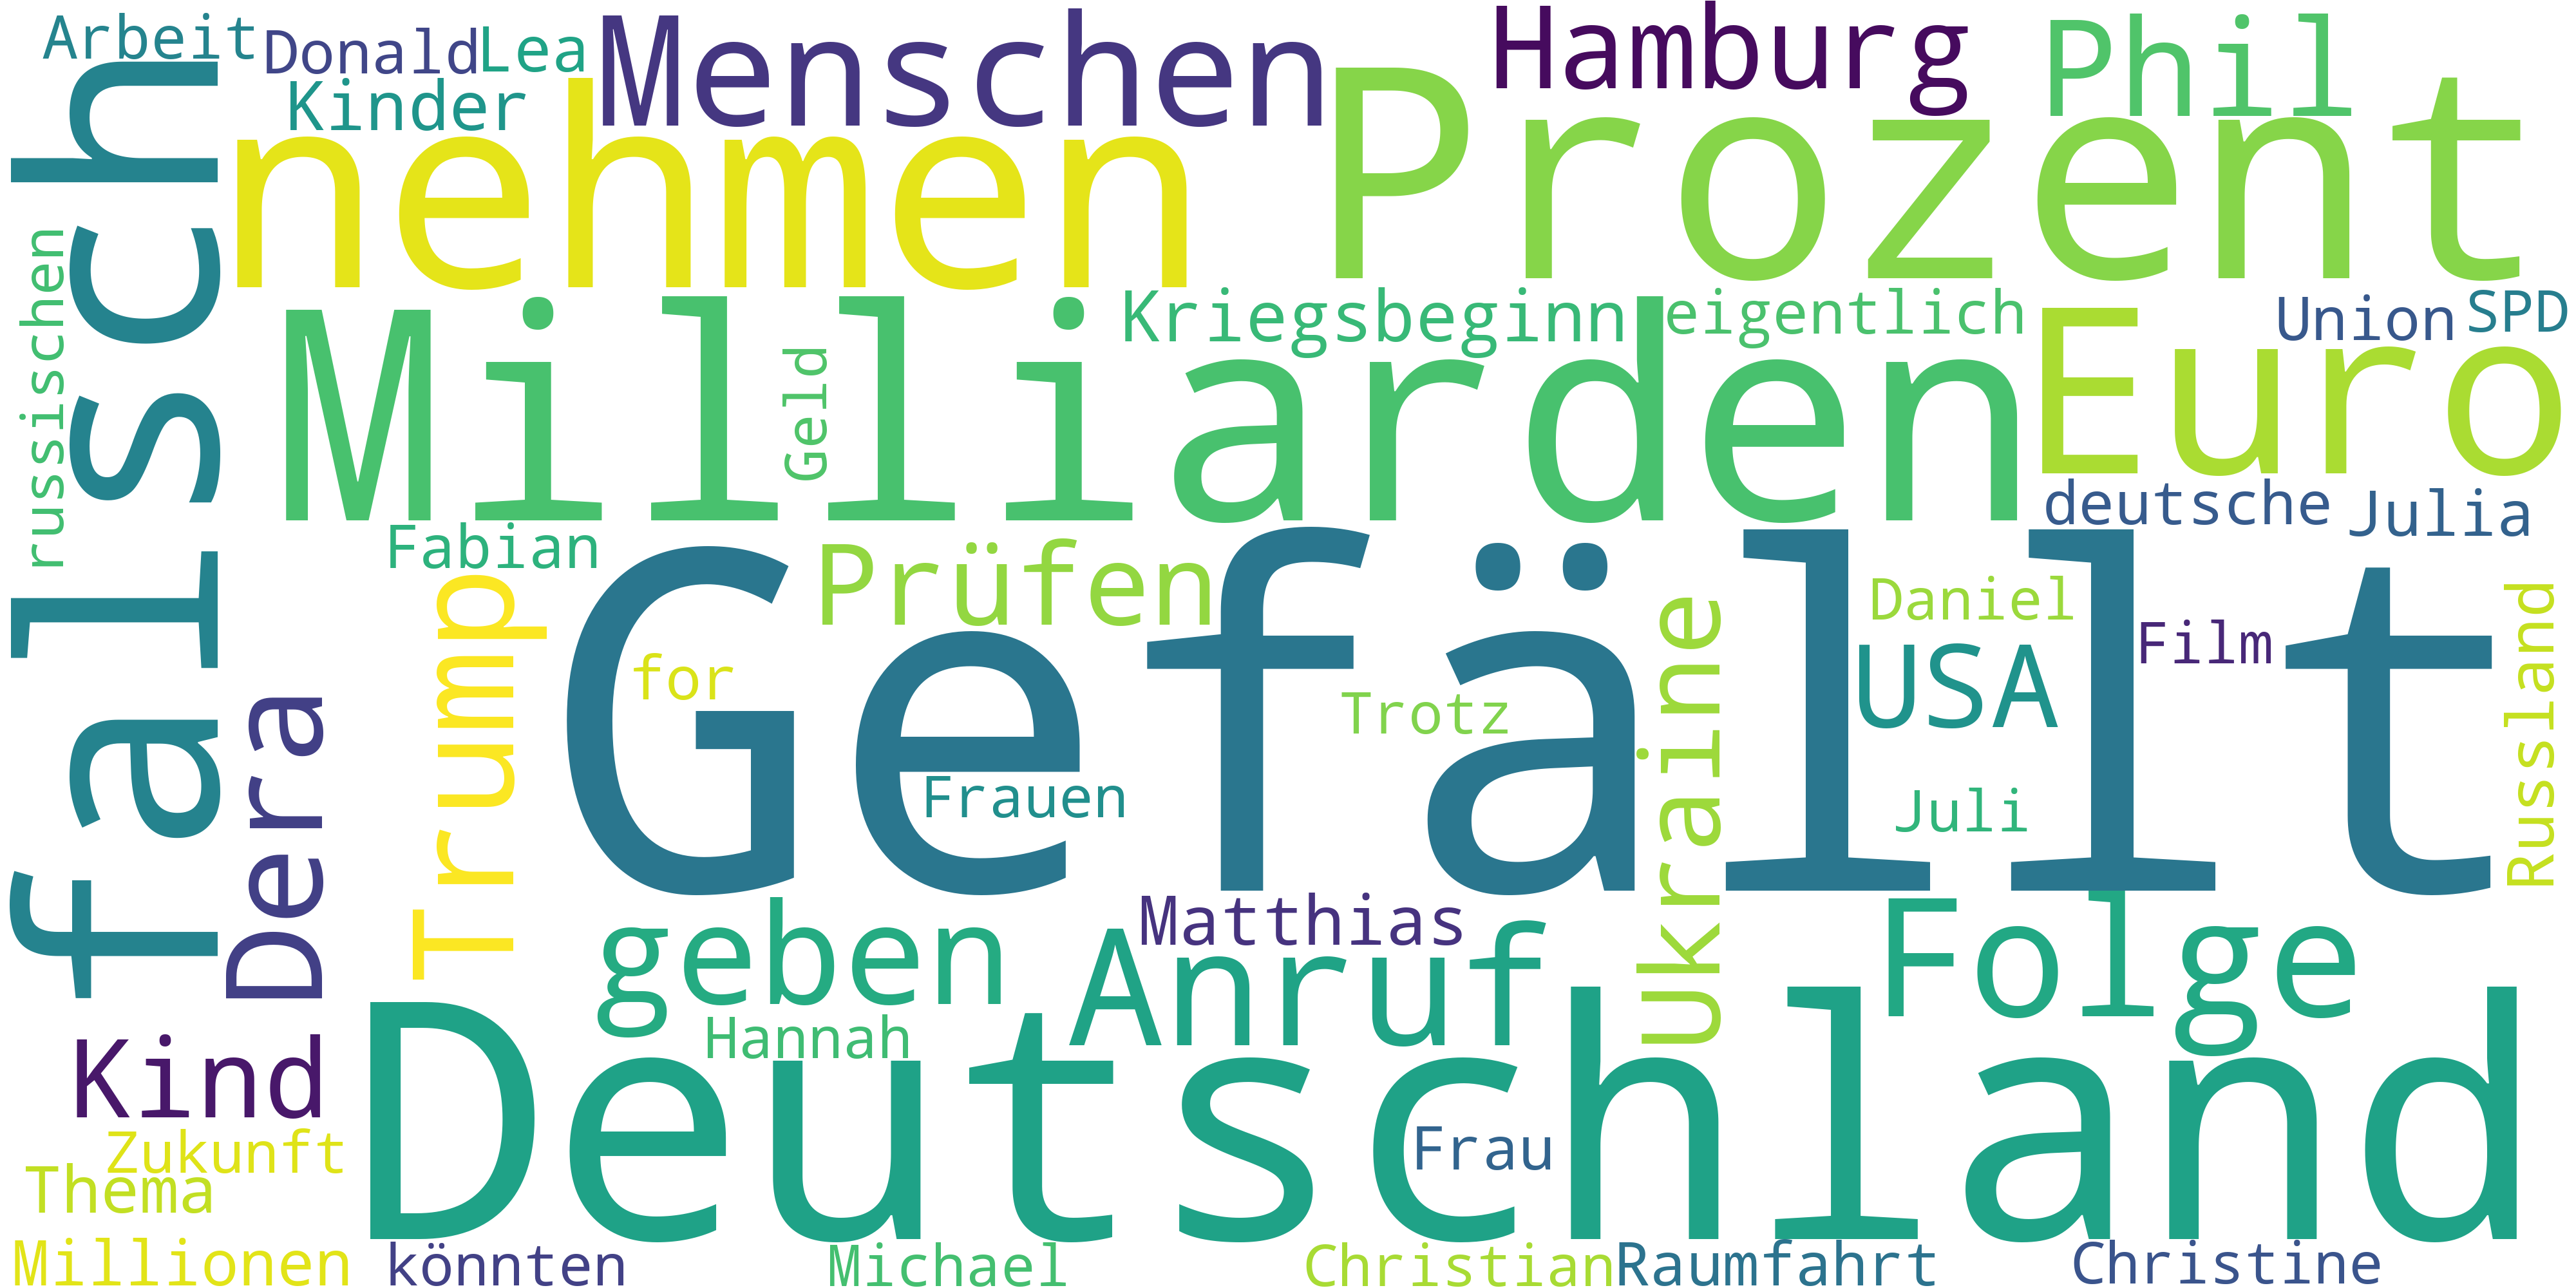 Arbeit
Donald
Lea
Menschen
Hamburg
Phil
Kinder
nehmen
Prozent
falsch
russischen
Milliarden
Geld
Kriegsbeginn
eigentlich
Euro
Union
SPD
deutsche
Julia
Fabian
Prüfen
Gefällt
Trump
for
Trotz
Frauen
Ukraine
Daniel
USA
Film
Juli
Russland
Dera
geben
Matthias
Anruf
Folge
Hannah
Deutschland
Kind
Frau
Zukunft
Thema
Millionen
könnten
Michael
Christian
Raumfahrt
Christine